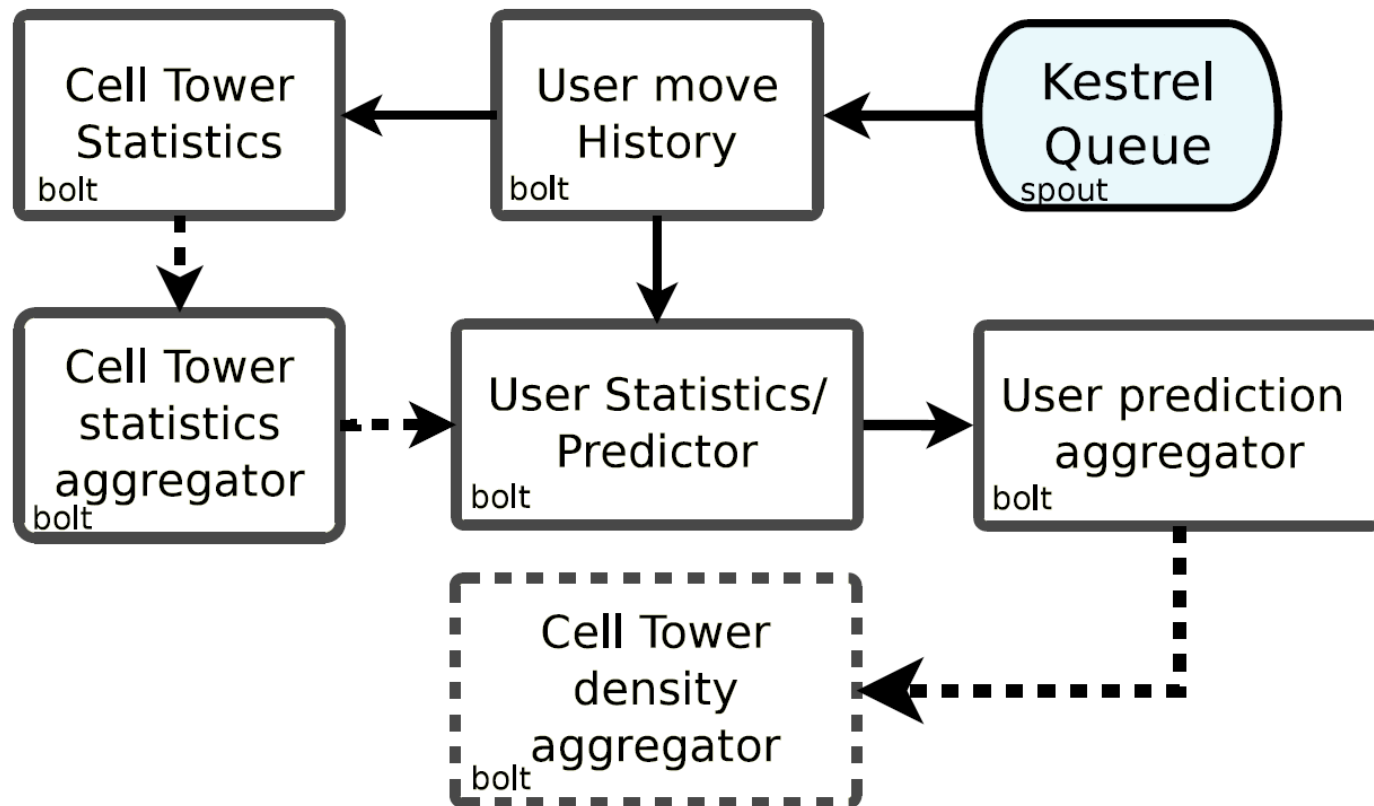 Cell Tower
Statistics
bolt
User move
History
bolt
Kestrel
Queue
spout
Cell Tower
statistics
aggregator
bolt
User Statistics/
Predictor
bolt
User prediction
aggregator
bolt
Cell Tower
density
aggregator
bolt